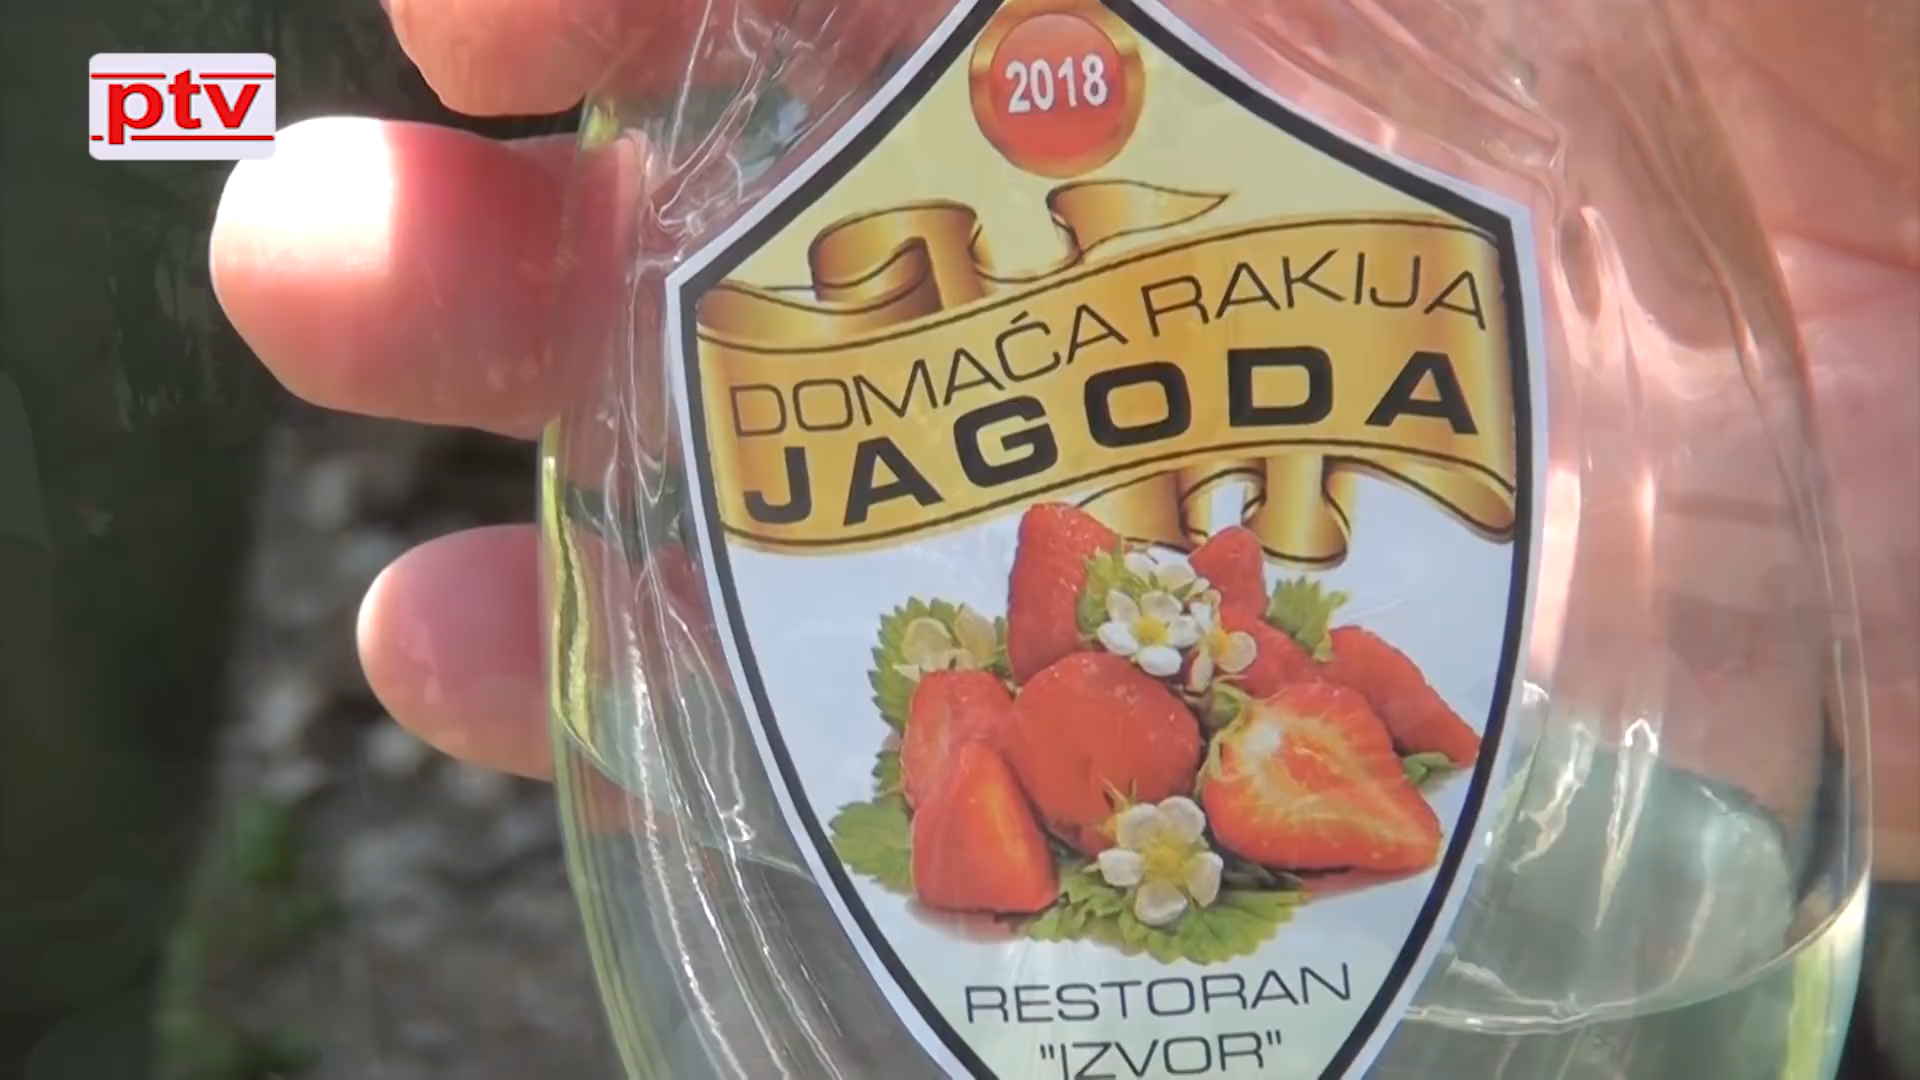 ptv
2018
DOMAĆA RAKIJA
JAGODA
RESTORAN
"IZVOR"